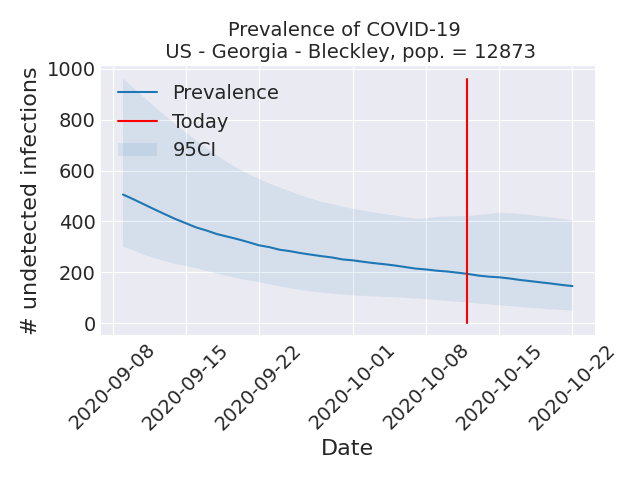 Prevalence of COVID-19
US - Georgia - Bleckley, pop. = 12873
# undetected infections
1000
800
600
400
200
0
Prevalence
Today
95CI
2020-09-08
2020-09-15
2020-09-22
2020-10-01
2020-10-08
2020-10-15
2020-10-22
Date